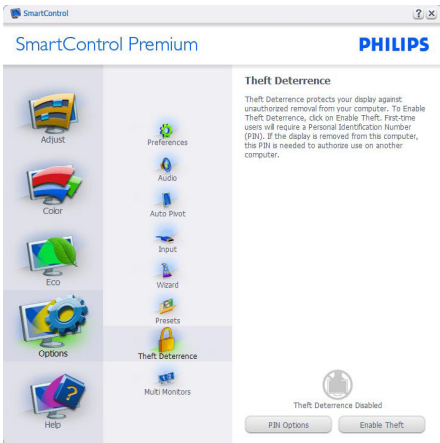 SmartControl
SmartControl Premium
PHILIPS
Adjust
Color
Eco
Options
Help
Preferences
Audio
Auto Pivot
Input
Wizard
Presets
Theft Deterrence
Multi Monitors
Theft Deterrence
Theft Deterrence protects your display against
unauthorized removal from your computer. To Enable
Theft Deterrence, click on Enable Theft. First-time
users will require a Personal Identification Number
(PIN). If the display is removed from this computer,
this PIN is needed to authorize use on another
computer.
Theft Deterrence Disabled
PIN Options
Enable Theft